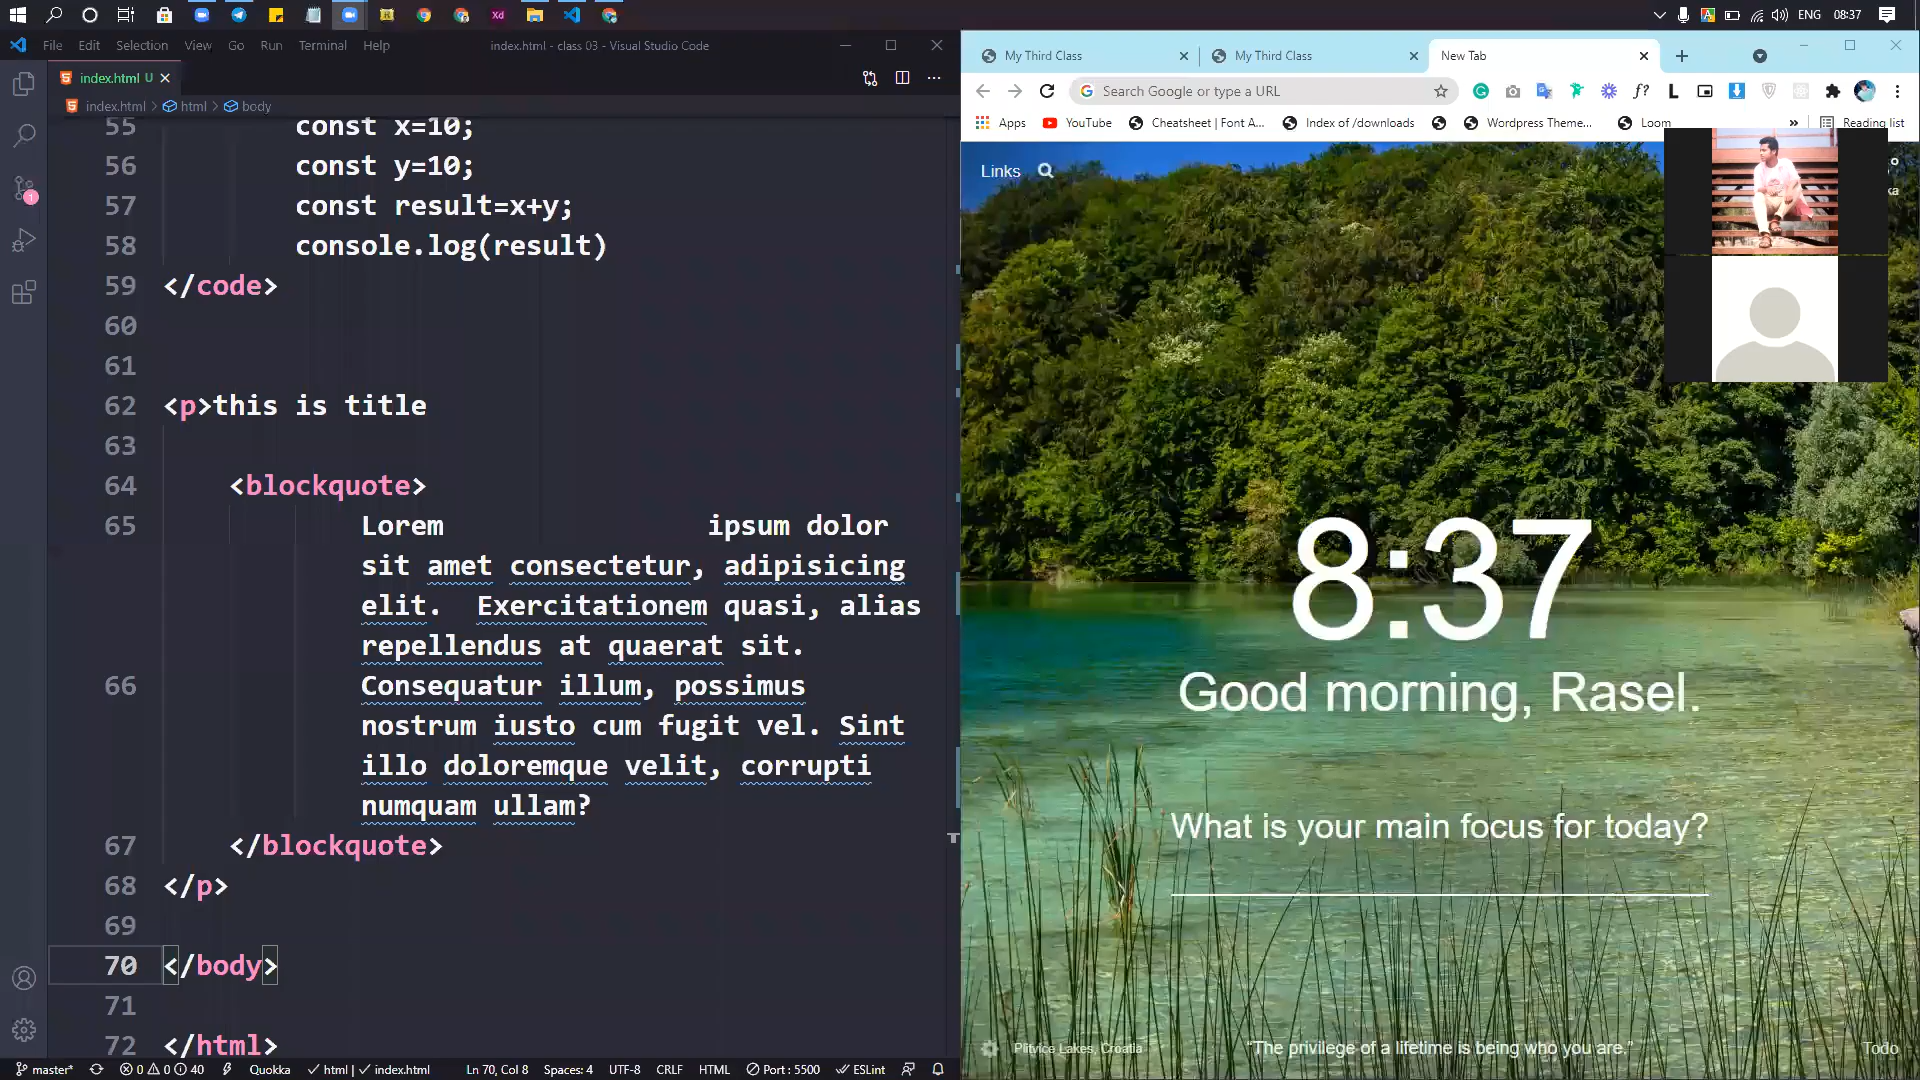 Xd
ENG 08:37
File Edit Selection View Go Run Terminal Help
index.html - class 03 - Visual Studio Code
index.html U
index.html > html > body
55 const x=10;
56 const y=10;
57 const result=x+y;
58 console.log(result)
59 </code>
60
61
62 <p>this is title
63
64 <blockquote>
65 Lorem ipsum dolor
sit amet consectetur, adipisicing
elit. Exercitationem quasi, alias
repellendus at quaerat sit.
66 Consequatur illum, possimus
nostrum iusto cum fugit vel. Sint
illo doloremque velit, corrupti
numquam ullam?
67 </blockquote>
68 </p>
69
70 </body>
71
72 </html>
1
master* 0 0 40 Quokka html | index.html Ln 70, Col 8 Spaces: 4 UTF-8 CRLF HTML Port : 5500 ESLint
My Third Class
My Third Class
New Tab
Search Google or type a URL
Apps YouTube Cheatsheet | Font A... Index of /downloads Wordpress Theme... Loom » Reading list
Links
8:37
Good morning, Rasel.
What is your main focus for today?
Plitvice Lakes, Croatia
“The privilege of a lifetime is being who you are.”
Todo